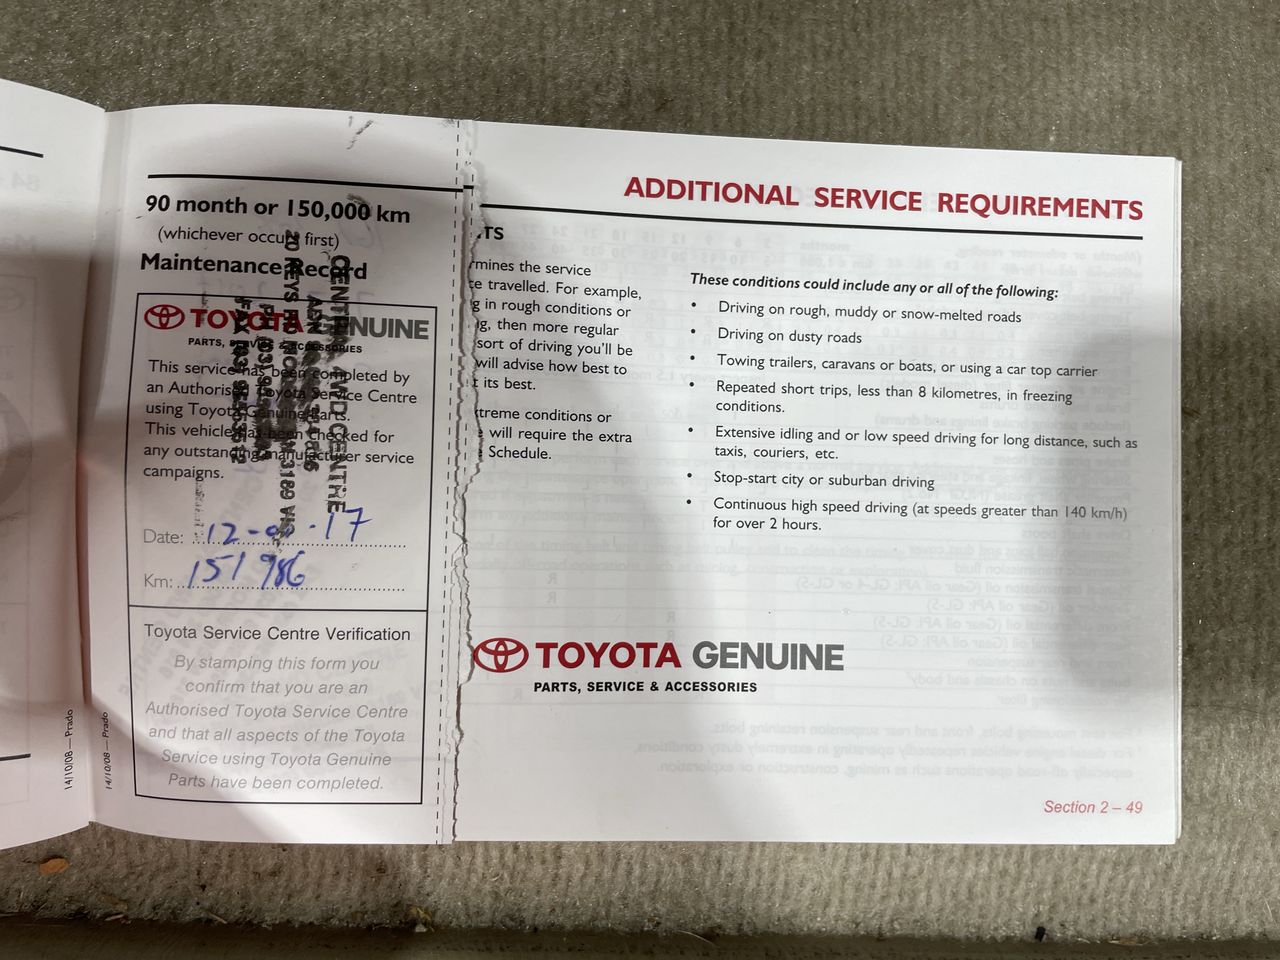 90 month or 150,000 km
(whichever occurs first)
Maintenance Record
TOYOTA GENUINE
PARTS, SERVICE & ACCESSORIES
This service has been completed by
an Authorised Toyota Service Centre
using Toyota Genuine Parts.
This vehicle has been checked for
any outstanding manufacturer service
campaigns.
CENTRE
20 KEYS
3189
Date: 12- -17
Km: 151 986
Toyota Service Centre Verification
By stamping this form you
confirm that you are an
Authorised Toyota Service Centre
and that all aspects of the Toyota
Service using Toyota Genuine
Parts have been completed.
14/10/08 — Prado
14/10/08 — Prado
ADDITIONAL SERVICE REQUIREMENTS
TS
rmines the service
e travelled. For example,
g in rough conditions or
g, then more regular
sort of driving you'll be
will advise how best to
t its best.
xtreme conditions or
e will require the extra
e Schedule.
These conditions could include any or all of the following:
• Driving on rough, muddy or snow-melted roads
• Driving on dusty roads
• Towing trailers, caravans or boats, or using a car top carrier
• Repeated short trips, less than 8 kilometres, in freezing
conditions.
• Extensive idling and or low speed driving for long distance, such as
taxis, couriers, etc.
• Stop-start city or suburban driving
• Continuous high speed driving (at speeds greater than 140 km/h)
for over 2 hours.
TOYOTA GENUINE
PARTS, SERVICE & ACCESSORIES
Section 2 – 49